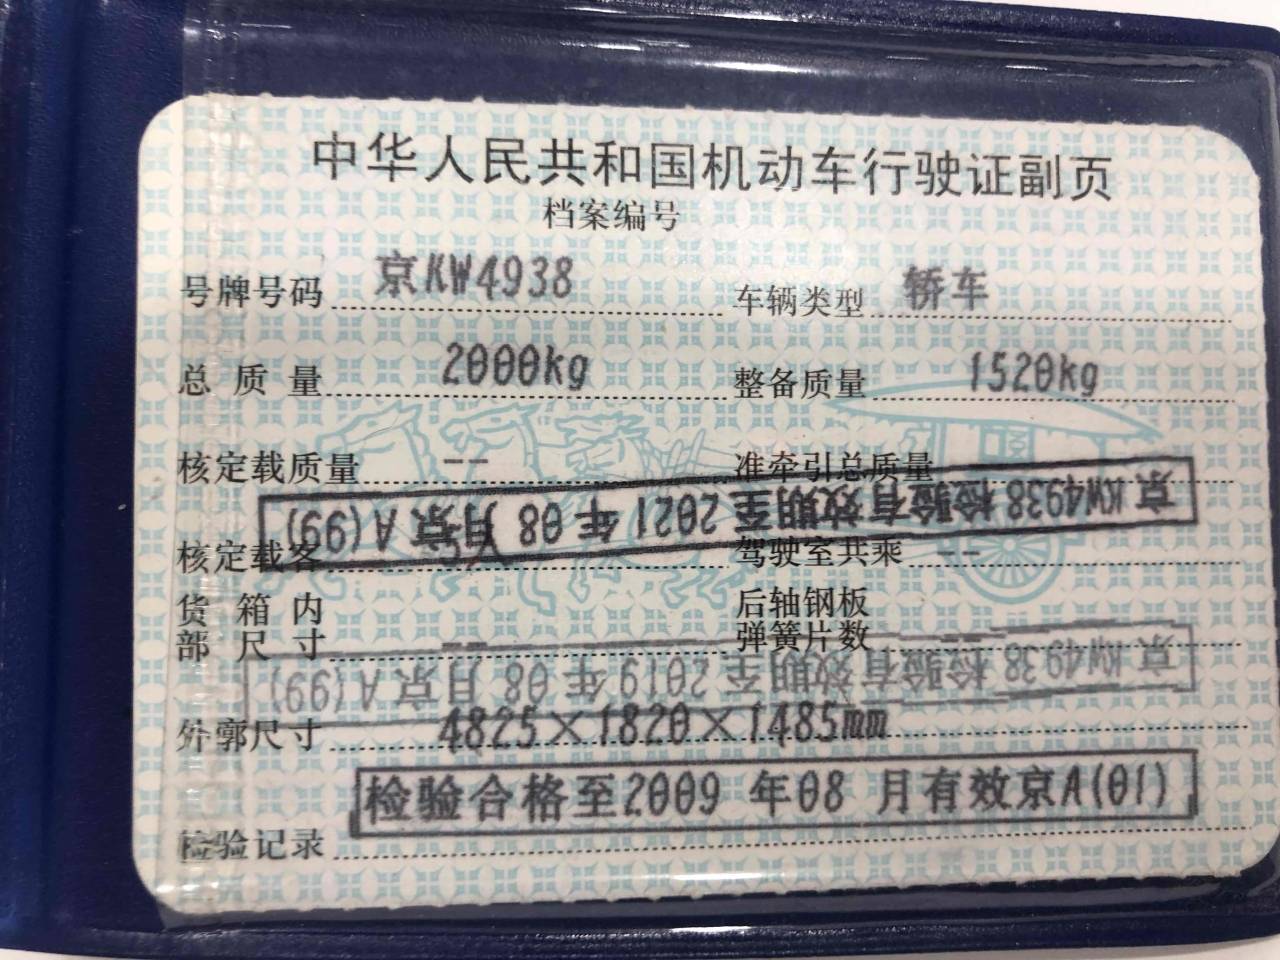 中华人民共和国机动车行驶证副页
档案编号
号牌号码 京KW4938 车辆类型 轿车
总质量 2000kg 整备质量 1520kg
核定载质量 -- 准牵引总质量
京KW4938检验有效期至2021年08月京A(99)
核定载客 驾驶室共乘 --
货箱内部尺寸 -- 后轴钢板弹簧片数 --
京KW4938检验有效期至2019年08月京A(99)
外廓尺寸 4825×1820×1485mm
检验合格至2009年08月有效京A(01)
检验记录